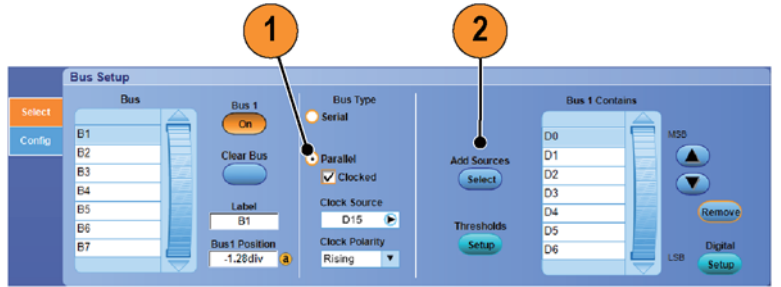 1
2
Bus Setup
Select
Config
Bus
B1
B2
B3
B4
B5
B6
B7
Bus 1
On
Clear Bus
Label
B1
Bus1 Position
-1.28div
a
Bus Type
Serial
Parallel
Clocked
Clock Source
D15
Clock Polarity
Rising
Add Sources
Select
Thresholds
Setup
Bus 1 Contains
D0
D1
D2
D3
D4
D5
D6
MSB
Remove
LSB
Digital
Setup